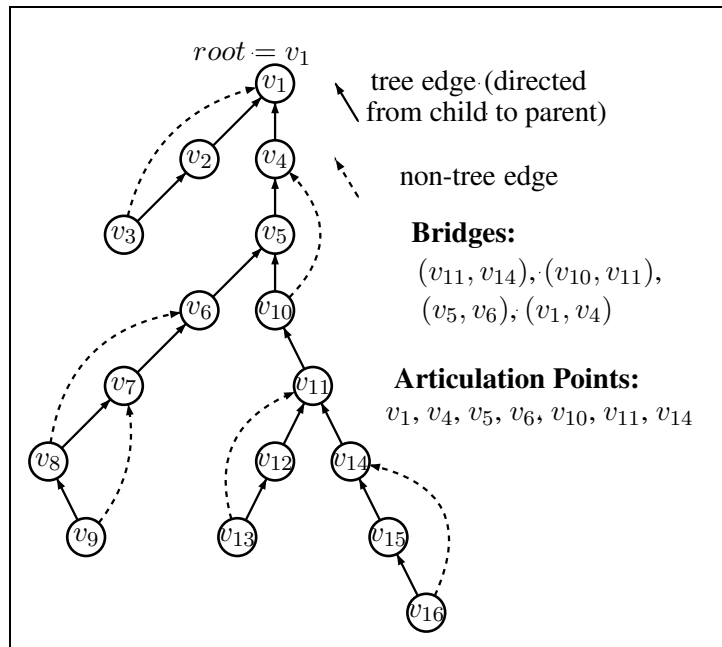 root = v1
v1
tree edge (directed
from child to parent)
v2
v4
non-tree edge
v3
v5
Bridges:
(v11, v14), (v10, v11),
(v5, v6), (v1, v4)
v6
v10
v7
v11
Articulation Points:
v1, v4, v5, v6, v10, v11, v14
v8
v12
v14
v9
v13
v15
v16